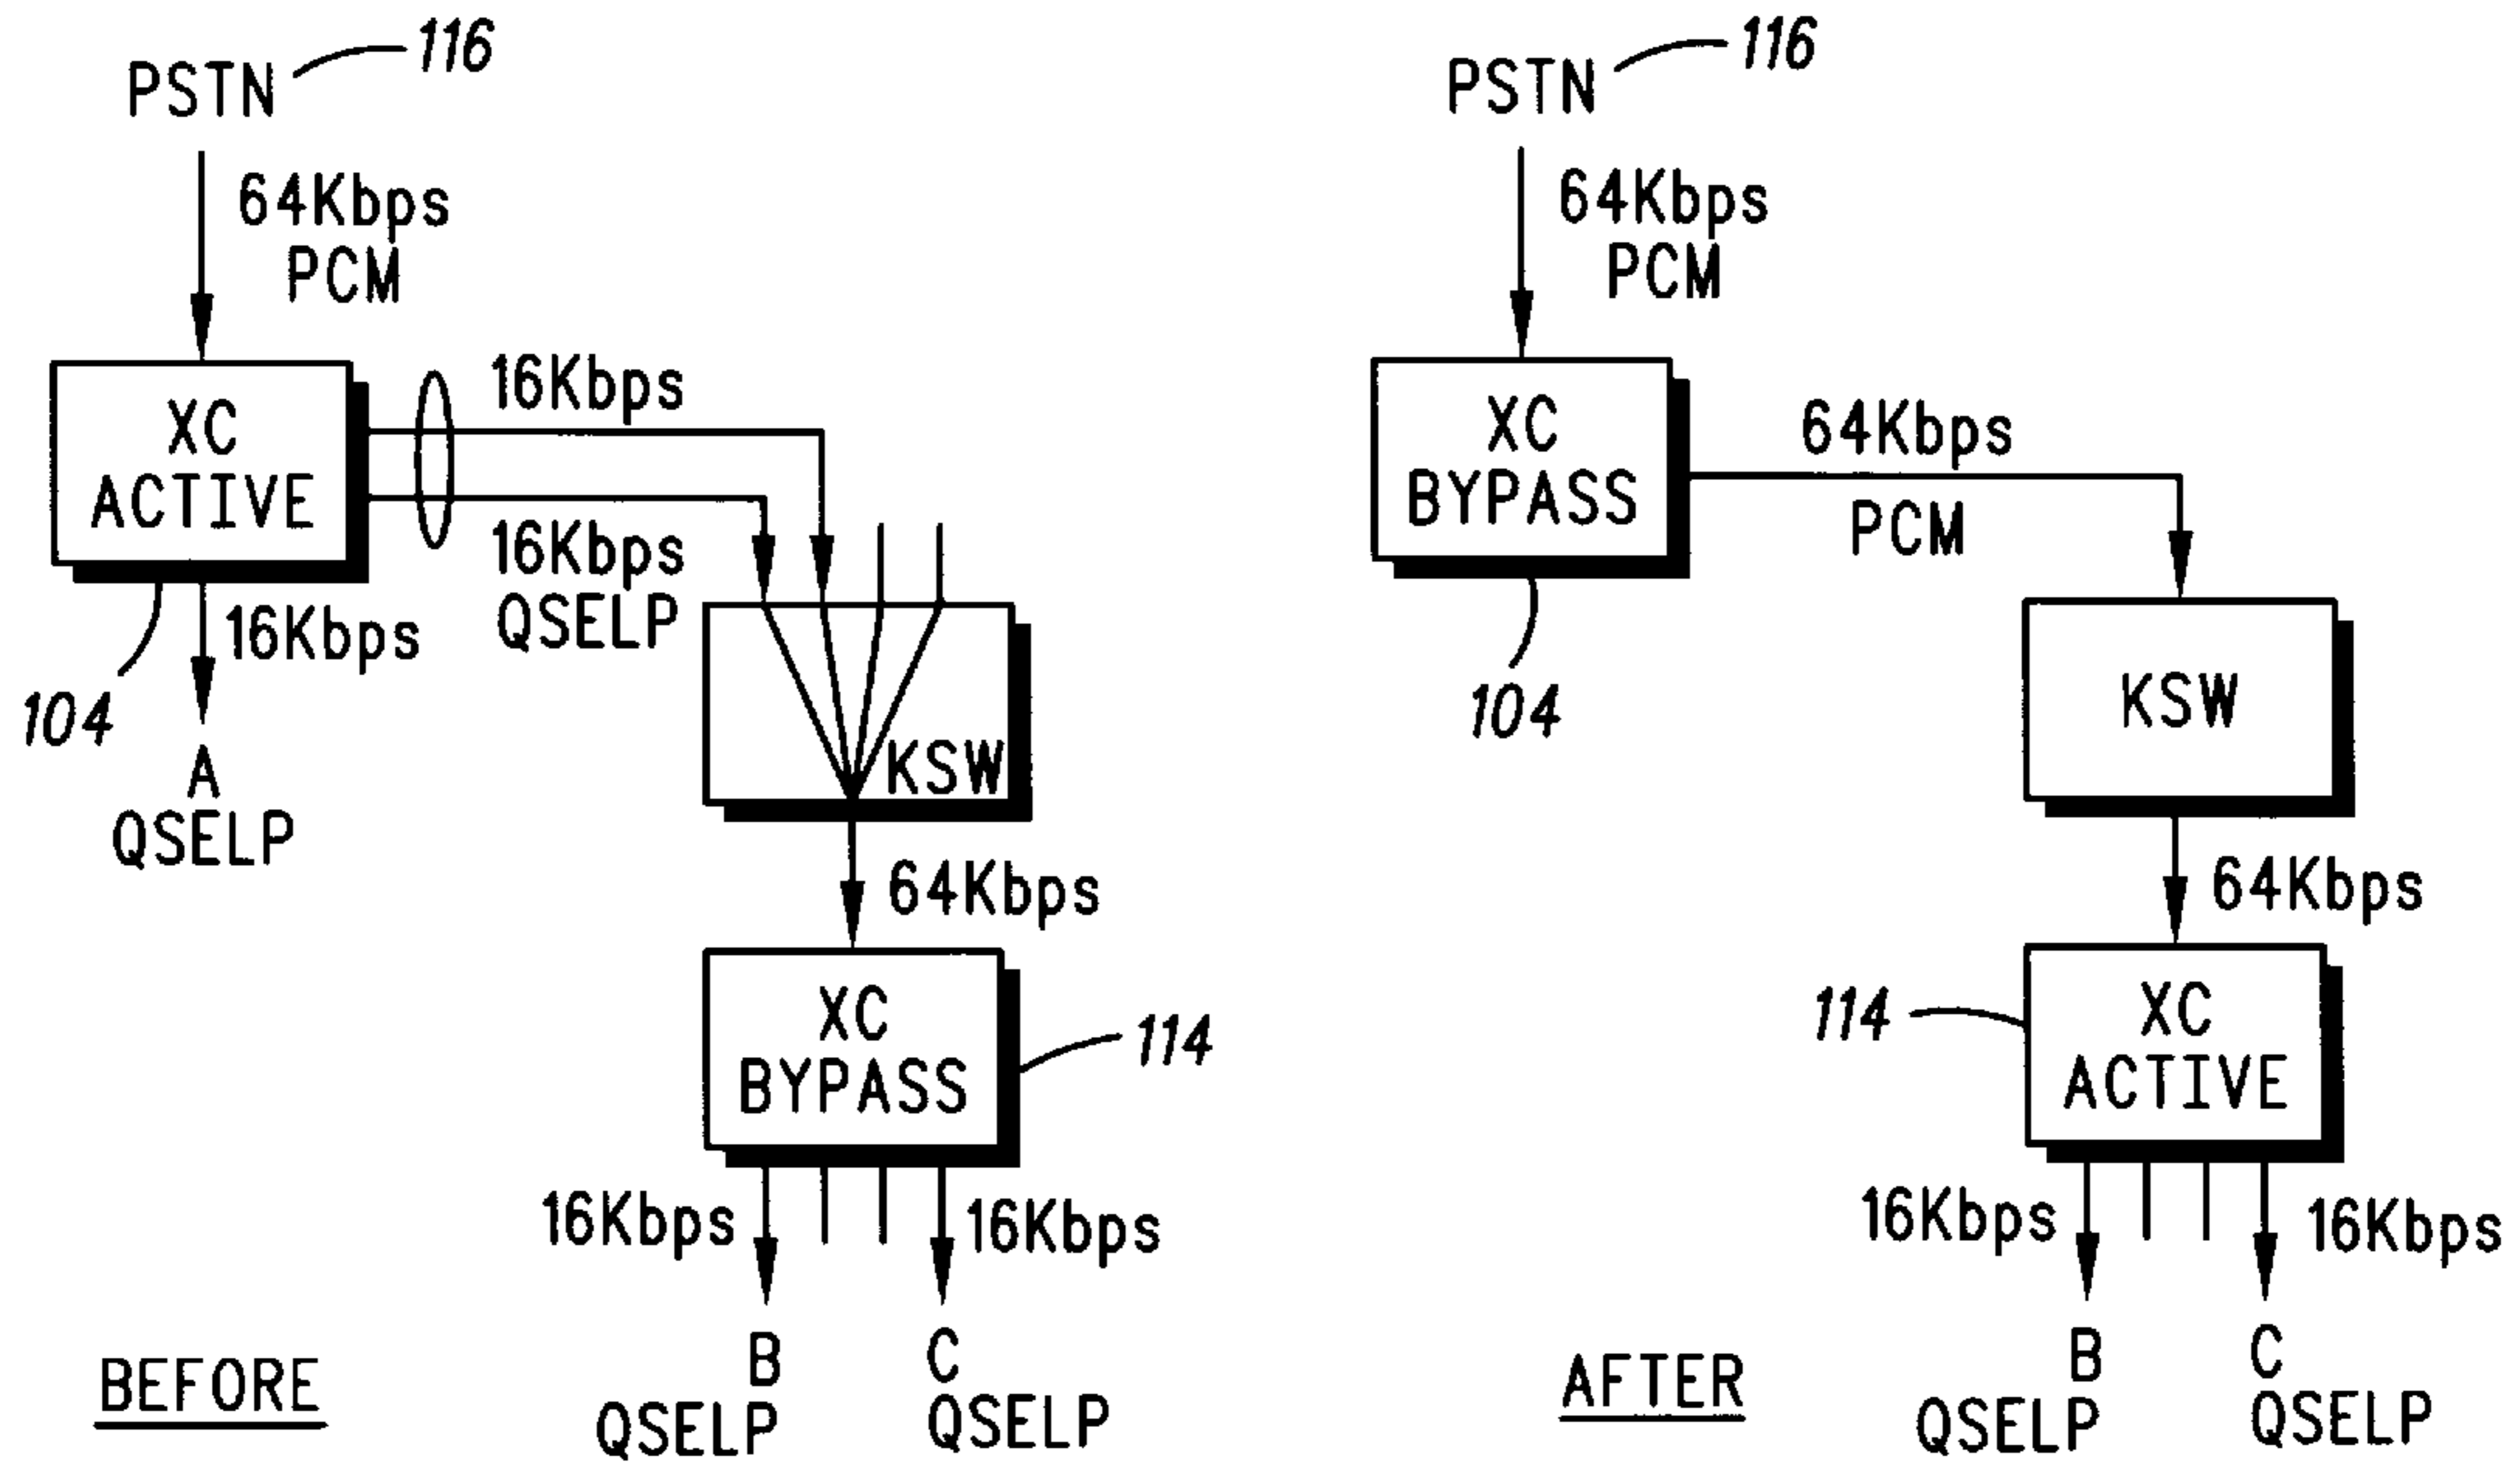 PSTN
116
64Kbps
PCM
XC
ACTIVE
16Kbps
16Kbps
QSELP
16Kbps
104
A
QSELP
KSW
64Kbps
XC
BYPASS
114
16Kbps
16Kbps
B
QSELP
C
QSELP
BEFORE
PSTN
116
64Kbps
PCM
XC
BYPASS
104
64Kbps
PCM
KSW
64Kbps
114
XC
ACTIVE
16Kbps
16Kbps
B
QSELP
C
QSELP
AFTER